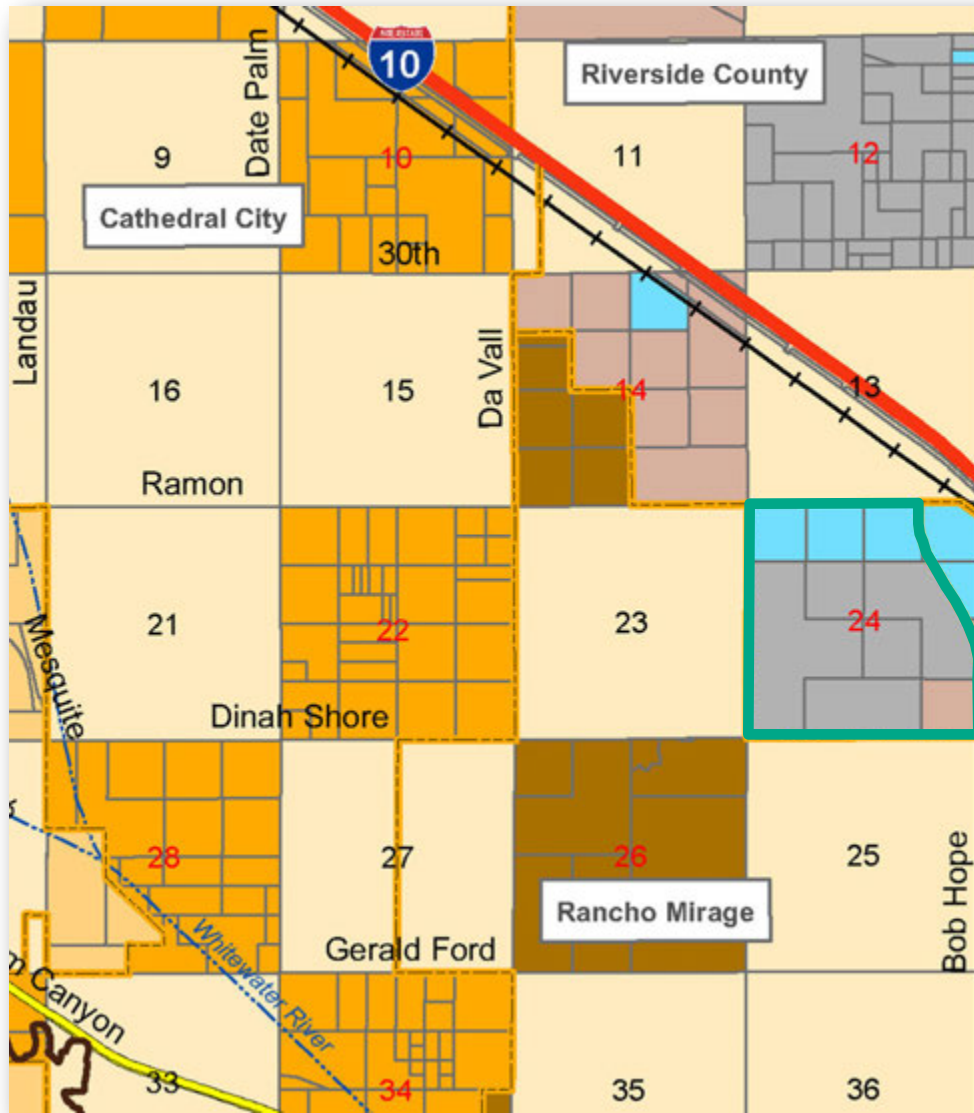 INTERSTATE
10
Riverside County
Date Palm
9
10
11
12
Cathedral City
30th
Landau
Da Vall
16
15
14
13
Ramon
21
22
23
24
Mesquite
Dinah Shore
28
27
26
25
Bob Hope
Rancho Mirage
Whitewater River
Gerald Ford
Canyon
33
34
35
36